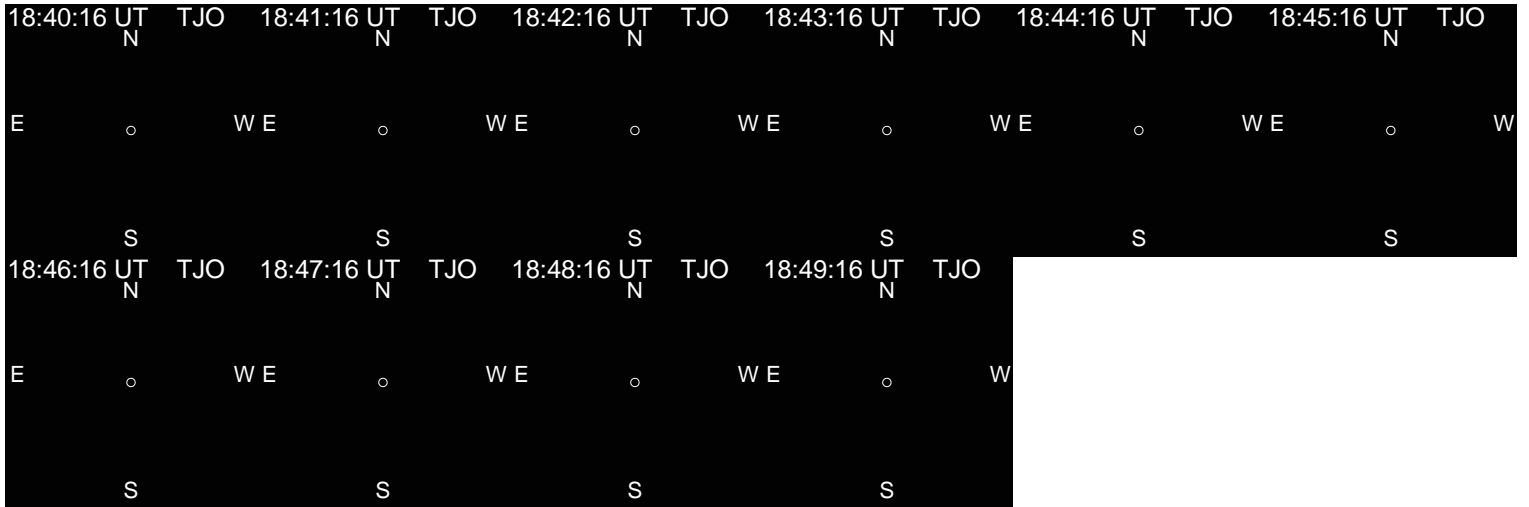 18:40:16 UT TJO 18:41:16 UT TJO 18:42:16 UT TJO 18:43:16 UT TJO 18:44:16 UT TJO 18:45:16 UT TJO
N N N N N N
E W E W E W E W E W E W
S S S S S S
18:46:16 UT TJO 18:47:16 UT TJO 18:48:16 UT TJO 18:49:16 UT TJO
N N N N
E W E W E W E W
S S S S